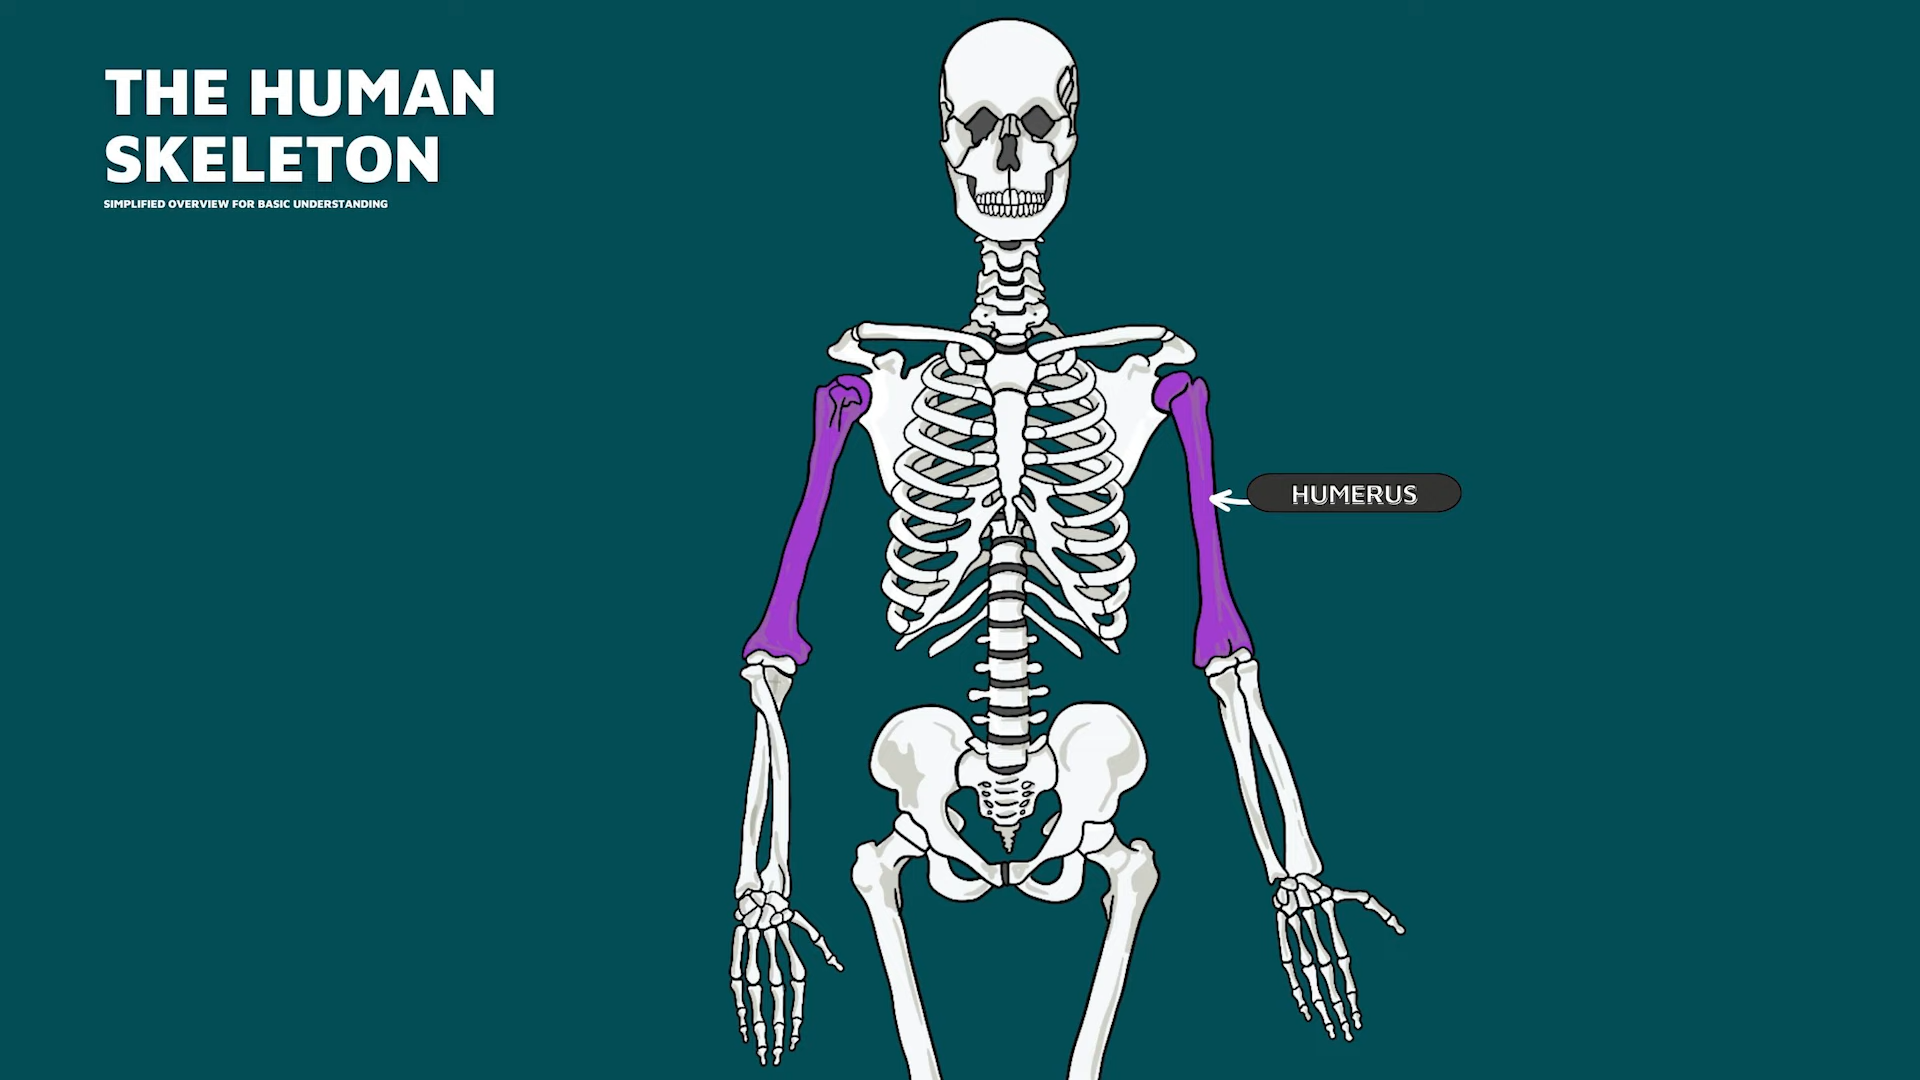 THE HUMAN
SKELETON
SIMPLIFIED OVERVIEW FOR BASIC UNDERSTANDING
HUMERUS